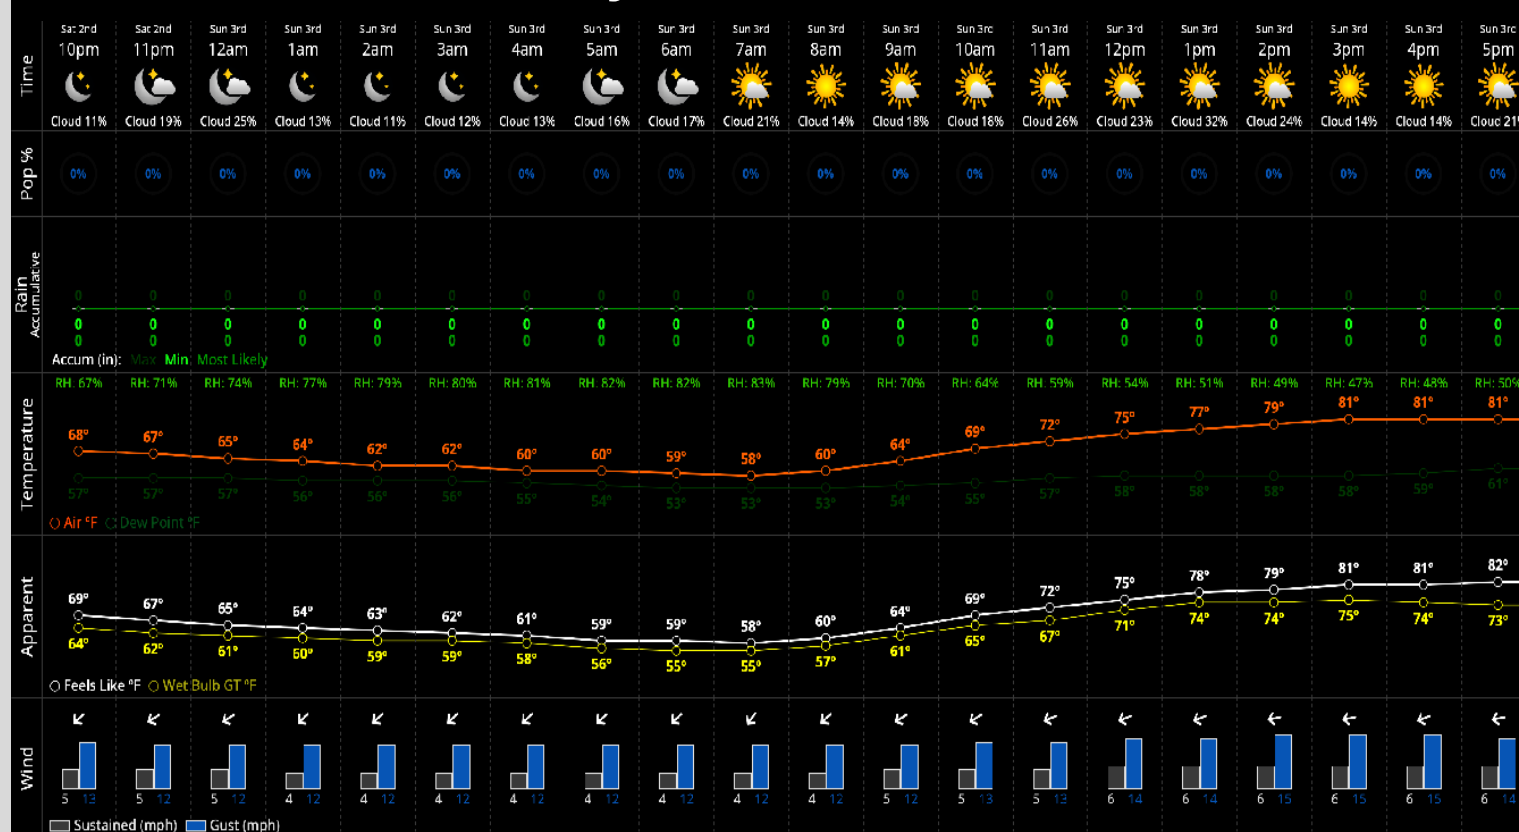 Sat 2nd Sat 2nd Sun 3rd Sun 3rd Sun 3rd Sun 3rd Sun 3rd Sun 3rd Sun 3rd Sun 3rd Sun 3rd Sun 3rd Sun 3rd Sun 3rd Sun 3rd Sun 3rd Sun 3rd Sun 3rd Sun 3rd Sun 3rd
Time
10pm 11pm 12am 1am 2am 3am 4am 5am 6am 7am 8am 9am 10am 11am 12pm 1pm 2pm 3pm 4pm 5pm
Cloud 11% Cloud 19% Cloud 25% Cloud 13% Cloud 11% Cloud 12% Cloud 13% Cloud 16% Cloud 17% Cloud 21% Cloud 14% Cloud 18% Cloud 18% Cloud 26% Cloud 23% Cloud 32% Cloud 24% Cloud 14% Cloud 14% Cloud 21%
Pop %
0% 0% 0% 0% 0% 0% 0% 0% 0% 0% 0% 0% 0% 0% 0% 0% 0% 0% 0% 0%
Rain
Accumulative
0 0 0 0 0 0 0 0 0 0 0 0 0 0 0 0 0 0 0 0
0 0 0 0 0 0 0 0 0 0 0 0 0 0 0 0 0 0 0 0
0 0 0 0 0 0 0 0 0 0 0 0 0 0 0 0 0 0 0 0
Accum (in): Max Min Most Likely
Temperature
RH: 67% RH: 71% RH: 74% RH: 77% RH: 79% RH: 80% RH: 81% RH: 82% RH: 82% RH: 83% RH: 79% RH: 70% RH: 64% RH: 59% RH: 54% RH: 51% RH: 49% RH: 47% RH: 48% RH: 50%
68° 67° 65° 64° 62° 62° 60° 60° 59° 58° 60° 64° 69° 72° 75° 77° 79° 81° 81° 81°
57° 57° 57° 56° 56° 56° 55° 54° 53° 53° 53° 54° 55° 57° 58° 58° 58° 58° 59° 61°
Air °F Dew Point °F
Apparent
69° 67° 65° 64° 63° 62° 61° 59° 59° 58° 60° 64° 69° 72° 75° 78° 79° 81° 81° 82°
64° 62° 61° 60° 59° 59° 58° 56° 55° 55° 57° 61° 65° 67° 71° 74° 74° 75° 74° 73°
Feels Like °F Wet Bulb GT °F
Wind
5 13 5 12 5 12 4 12 4 12 4 12 4 12 4 12 4 12 4 12 4 12 5 12 5 13 5 13 6 14 6 14 6 15 6 15 6 15 6 14
Sustained (mph) Gust (mph)